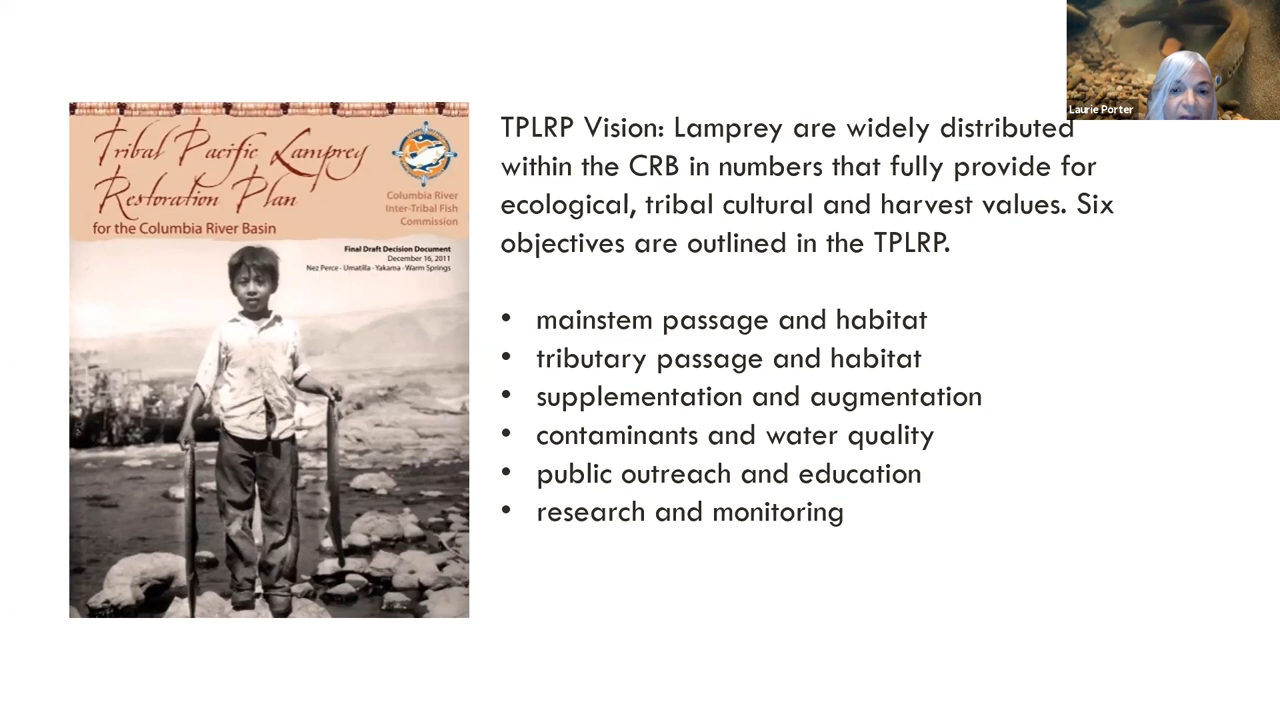 Laurie Porter
Tribal Pacific Lamprey
Restoration Plan
for the Columbia River Basin
Columbia River
Inter-Tribal Fish
Commission
Final Draft Decision Document
December 16, 2011
Nez Perce - Umatilla - Yakama - Warm Springs
TPLRP Vision: Lamprey are widely distributed
within the CRB in numbers that fully provide for
ecological, tribal cultural and harvest values. Six
objectives are outlined in the TPLRP.
• mainstem passage and habitat
• tributary passage and habitat
• supplementation and augmentation
• contaminants and water quality
• public outreach and education
• research and monitoring